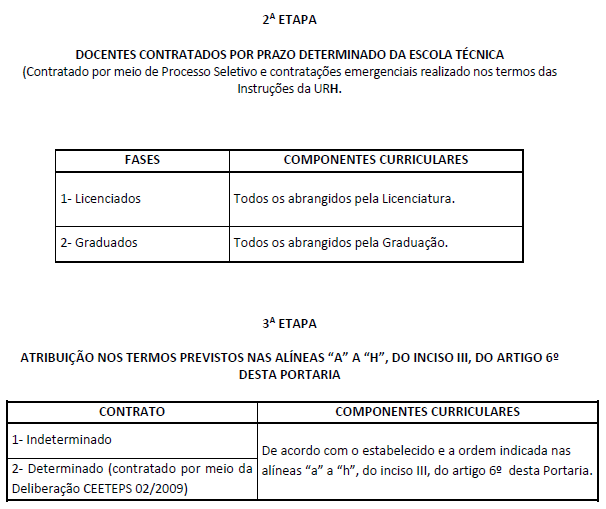 2ᴬ ETAPA
DOCENTES CONTRATADOS POR PRAZO DETERMINADO DA ESCOLA TÉCNICA
(Contratado por meio de Processo Seletivo e contratações emergenciais realizado nos termos das
Instruções da URH.
FASES COMPONENTES CURRICULARES
1- Licenciados Todos os abrangidos pela Licenciatura.
2- Graduados Todos os abrangidos pela Graduação.
3ᴬ ETAPA
ATRIBUIÇÃO NOS TERMOS PREVISTOS NAS ALÍNEAS “A” A “H”, DO INCISO III, DO ARTIGO 6º
DESTA PORTARIA
CONTRATO COMPONENTES CURRICULARES
1- Indeterminado
2- Determinado (contratado por meio da
Deliberação CEETEPS 02/2009)
De acordo com o estabelecido e a ordem indicada nas
alíneas “a” a “h”, do inciso III, do artigo 6º desta Portaria.